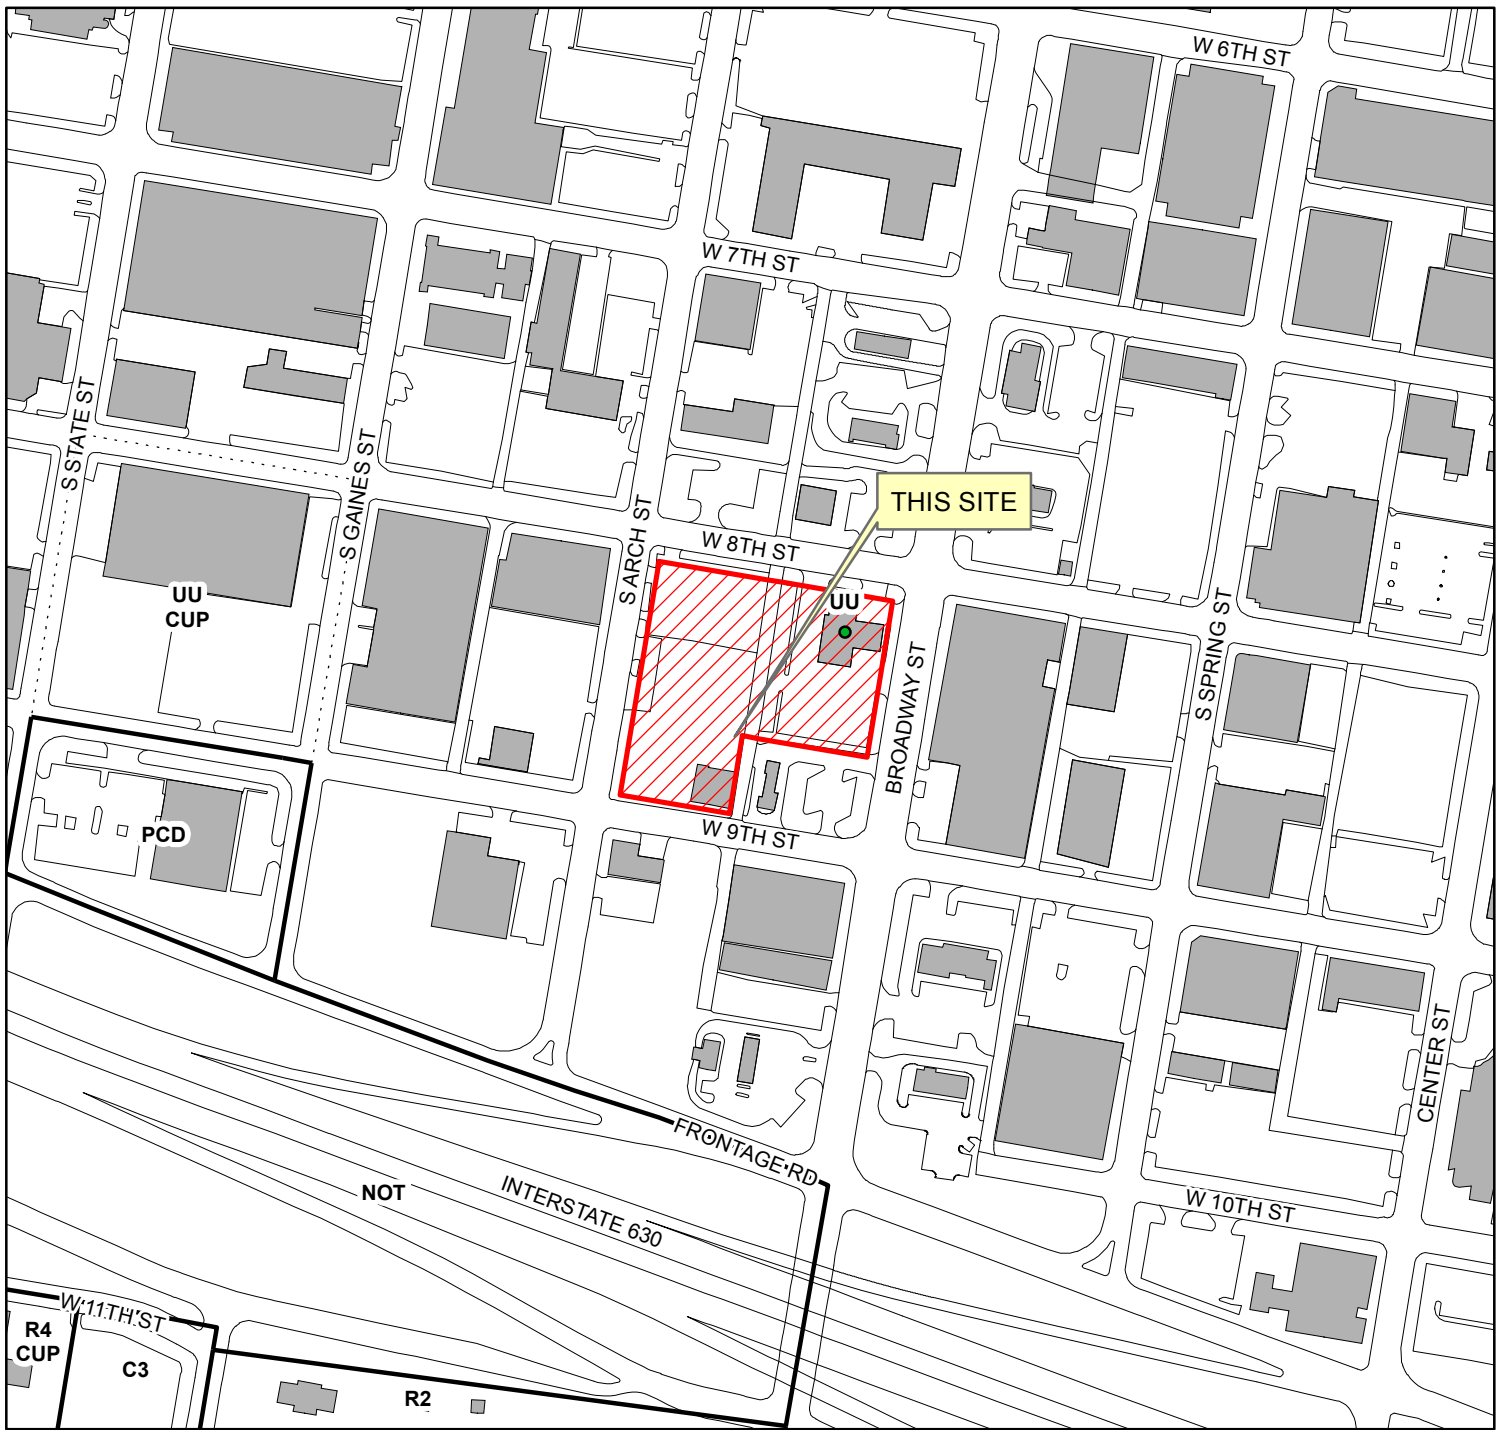 W 6TH ST
W 7TH ST
S STATE ST
S GAINES ST
S ARCH ST
THIS SITE
W 8TH ST
UU
CUP
UU
S SPRING ST
BROADWAY ST
PCD
W 9TH ST
CENTER ST
FRONTAGE RD
NOT
INTERSTATE 630
W 10TH ST
W 11TH ST
R4
CUP
C3
R2